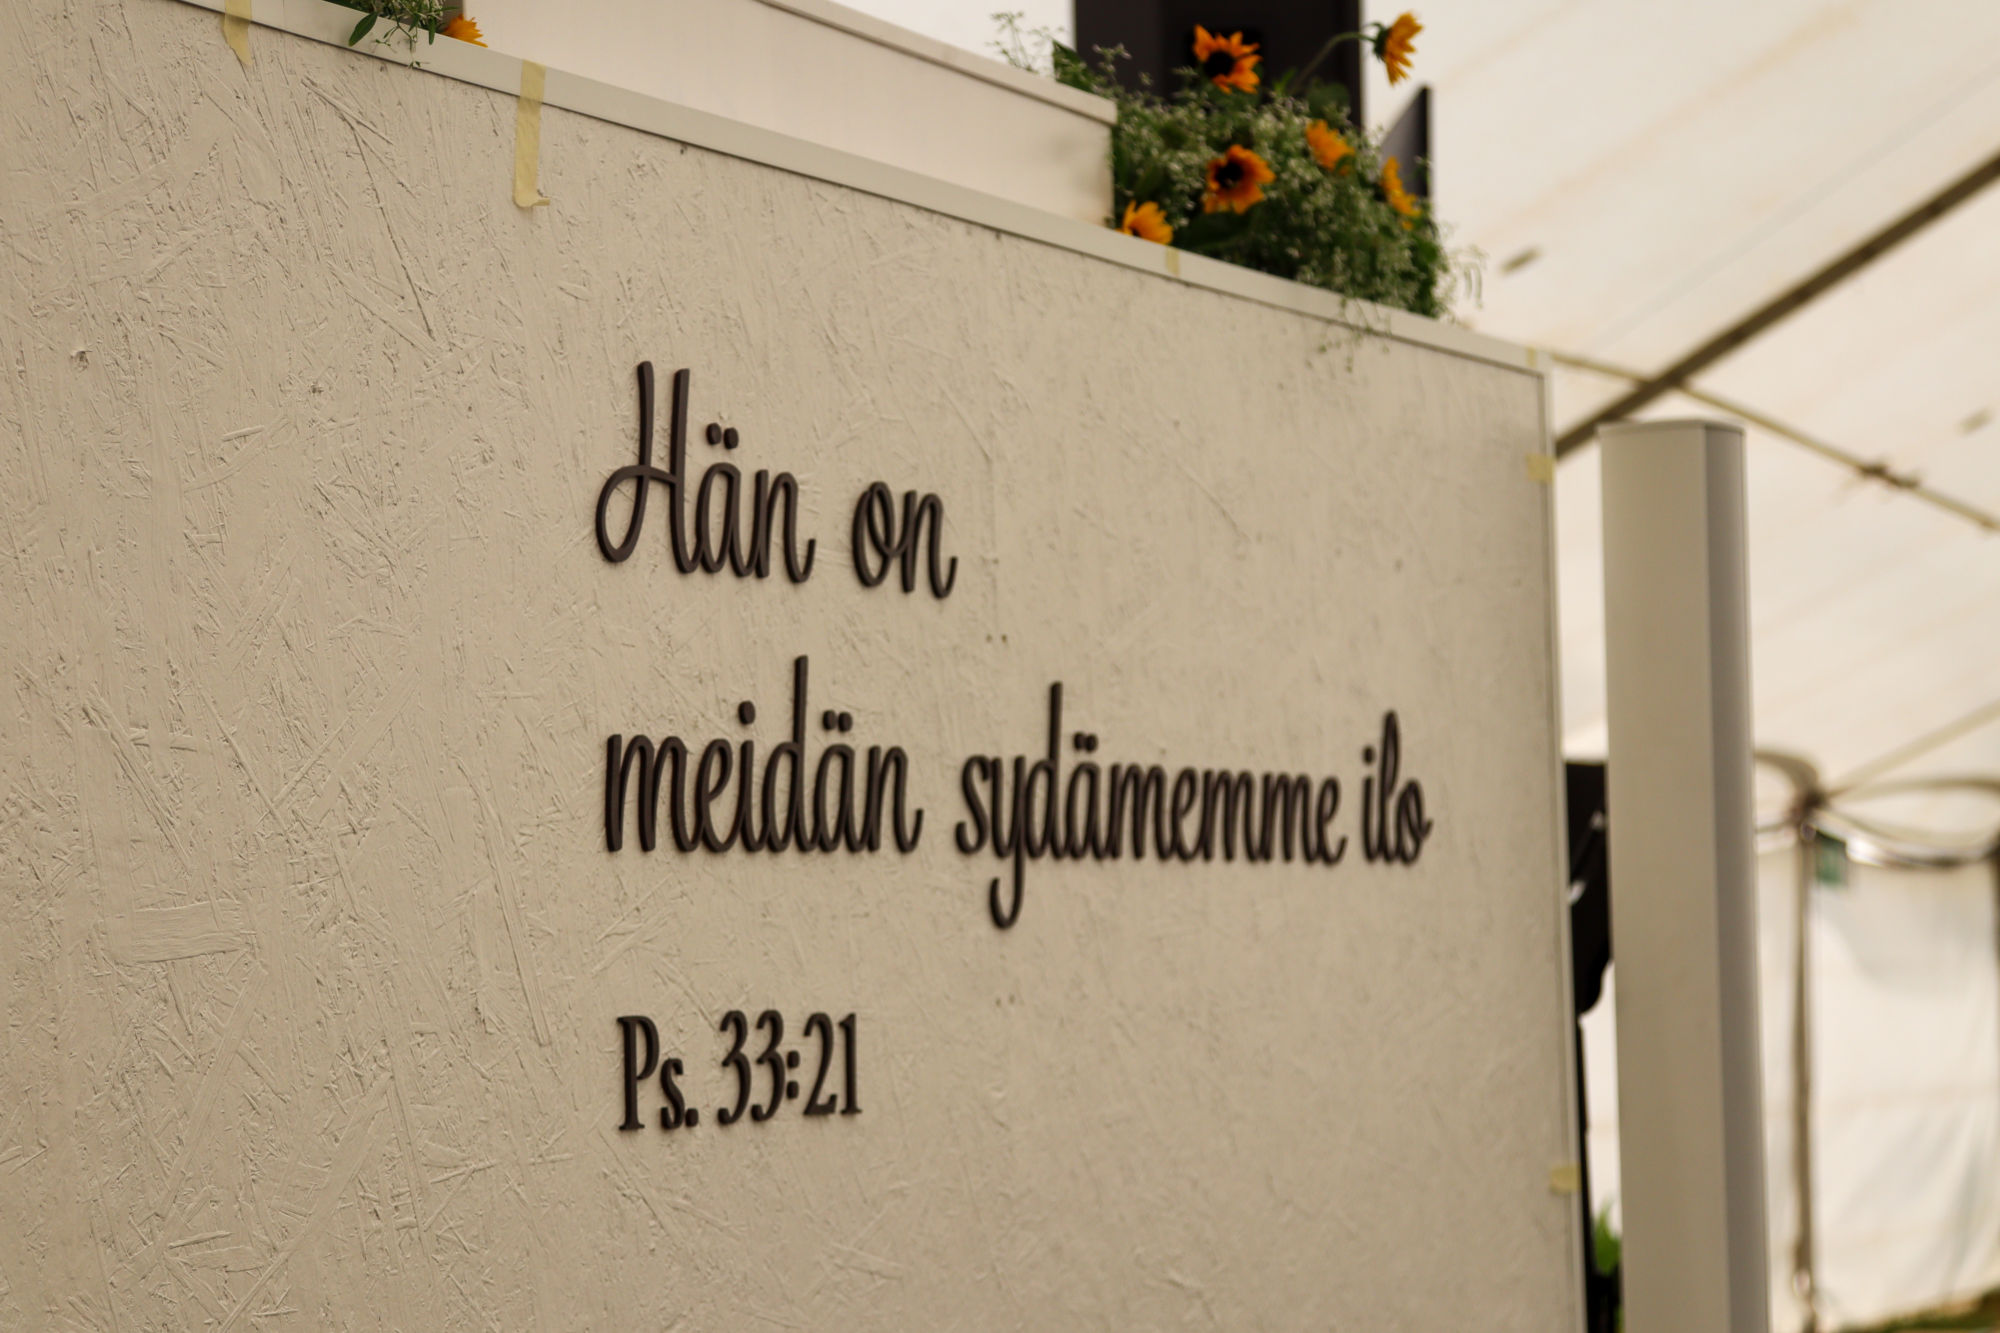 Hän on
meidän sydämemme ilo
Ps. 33:21